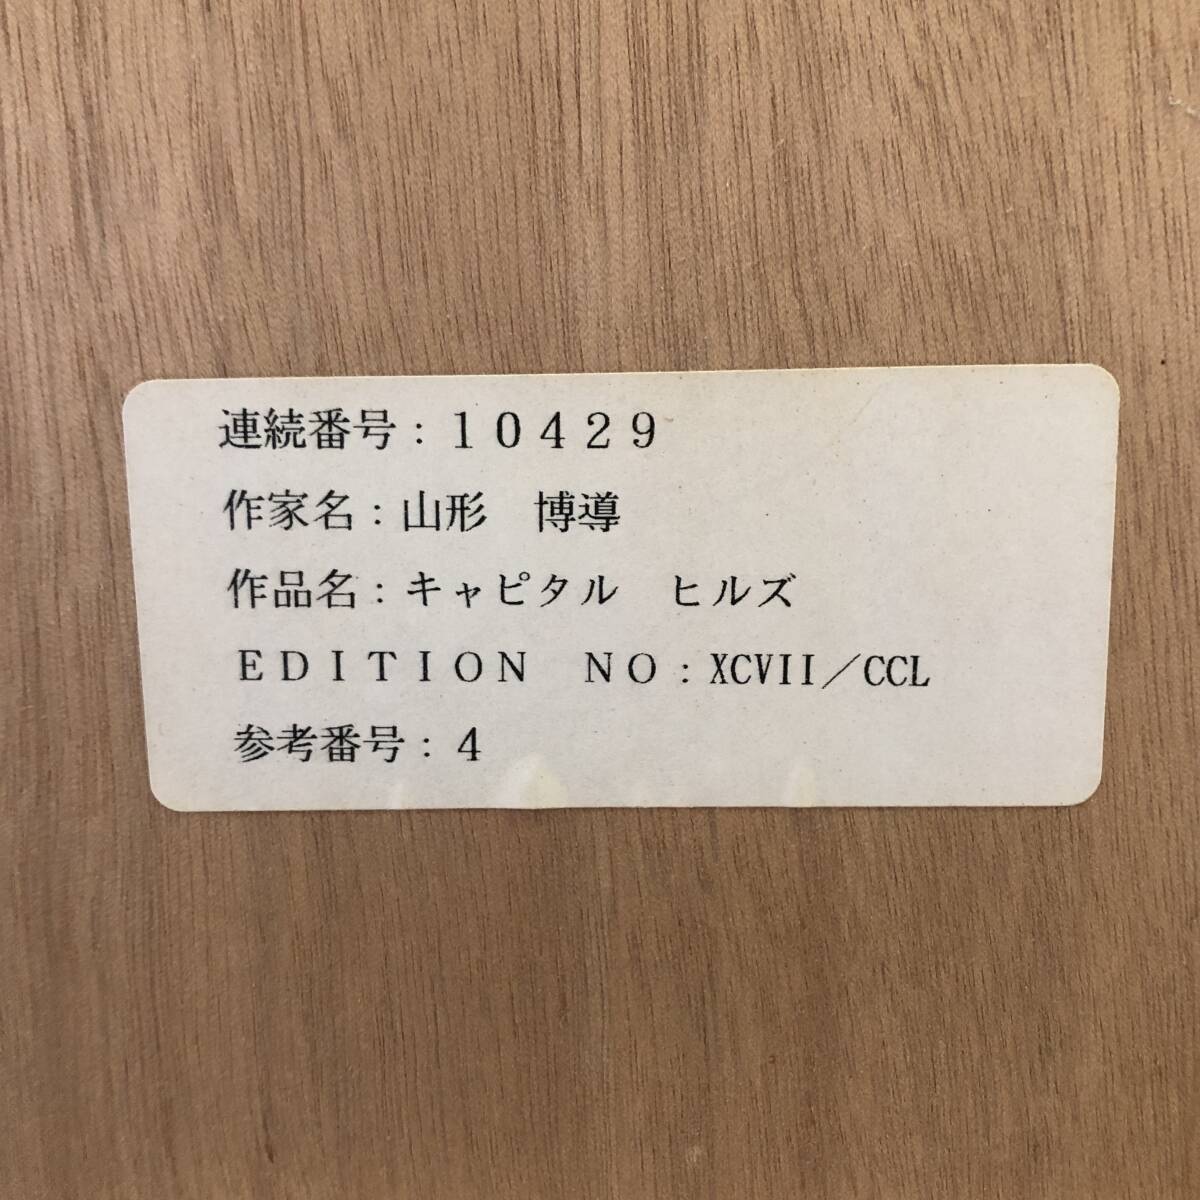 連続番号：１０４２９
作家名：山形　博導
作品名：キャピタル　ヒルズ
ＥＤＩＴＩＯＮ　ＮＯ：XCVII／CCL
参考番号：４